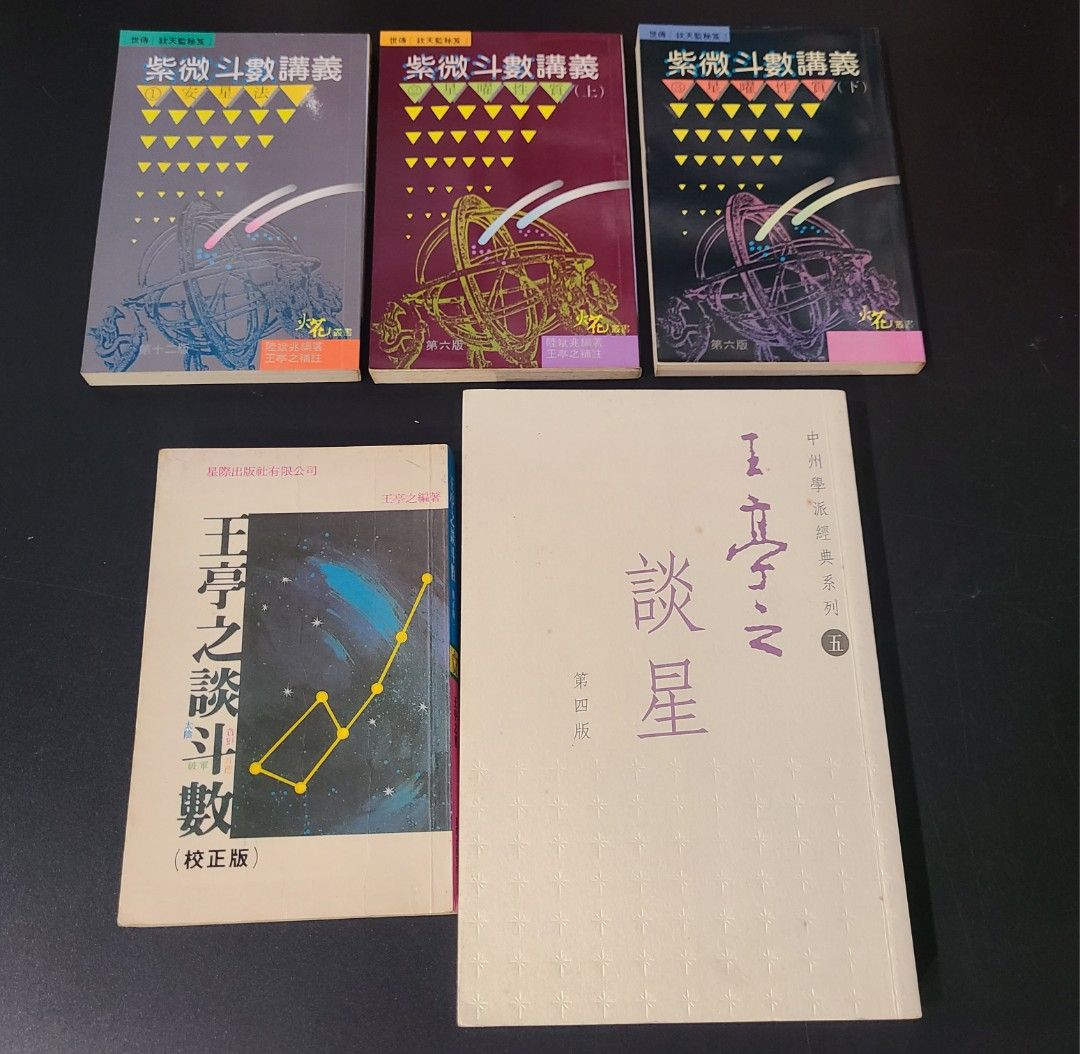 世傳｜欽天監秘笈
紫微斗數講義
①安星法
火花叢書
第十二版
陸斌兆編著
王亭之補註
世傳｜欽天監秘笈
紫微斗數講義
②星曜性質(上)
火花叢書
第六版
陸斌兆編著
王亭之補註
世傳｜欽天監秘笈
紫微斗數講義
③星曜性質(下)
火花叢書
第六版
星際出版社有限公司
王亭之編著
王亭之談斗數
太陰
破軍
(校正版)
中州學派經典系列 五
王亭之
談星
第四版